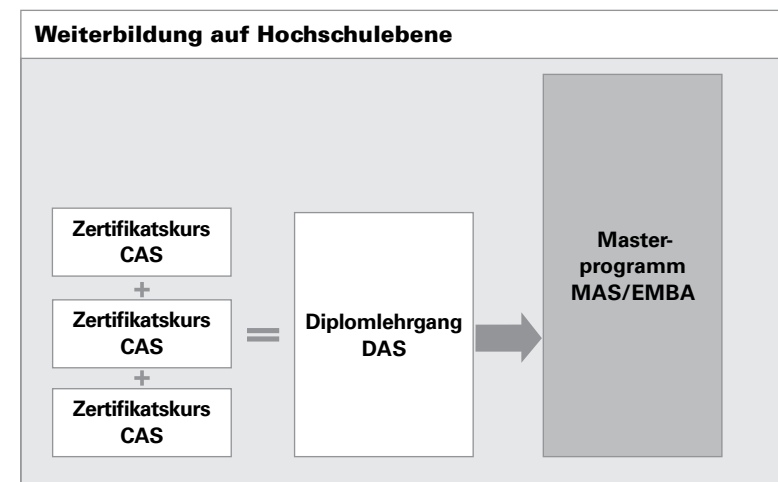 Weiterbildung auf Hochschulebene
Zertifikatskurs
CAS
+
Zertifikatskurs
CAS
+
Zertifikatskurs
CAS
=
Diplomlehrgang
DAS
Master-
programm
MAS/EMBA